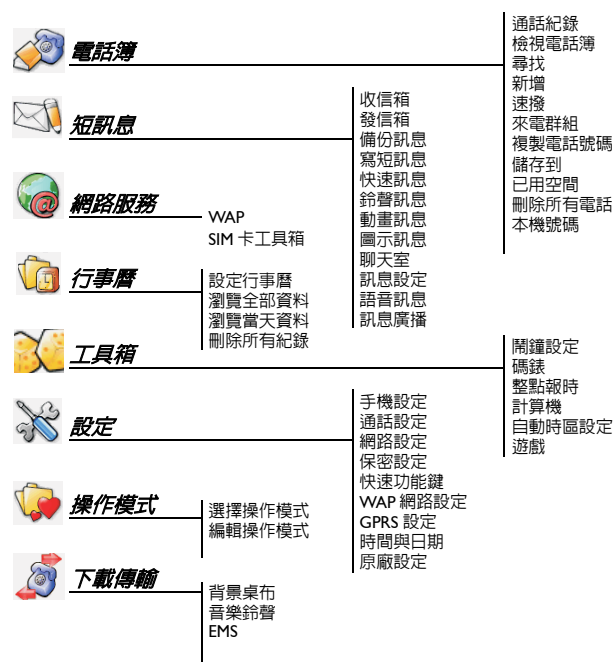 電話簿
通話紀錄
檢視電話簿
尋找
新增
速撥
來電群組
複製電話號碼
儲存到
已用空間
刪除所有電話
本機號碼
短訊息
收信箱
發信箱
備份訊息
寫短訊息
快速訊息
鈴聲訊息
動畫訊息
圖示訊息
聊天室
訊息設定
語音訊息
訊息廣播
網路服務
WAP
SIM 卡工具箱
行事曆
設定行事曆
瀏覽全部資料
瀏覽當天資料
刪除所有紀錄
工具箱
鬧鐘設定
碼錶
整點報時
計算機
自動時區設定
遊戲
設定
手機設定
通話設定
網路設定
保密設定
快速功能鍵
WAP 網路設定
GPRS 設定
時間與日期
原廠設定
操作模式
選擇操作模式
編輯操作模式
下載傳輸
背景桌布
音樂鈴聲
EMS